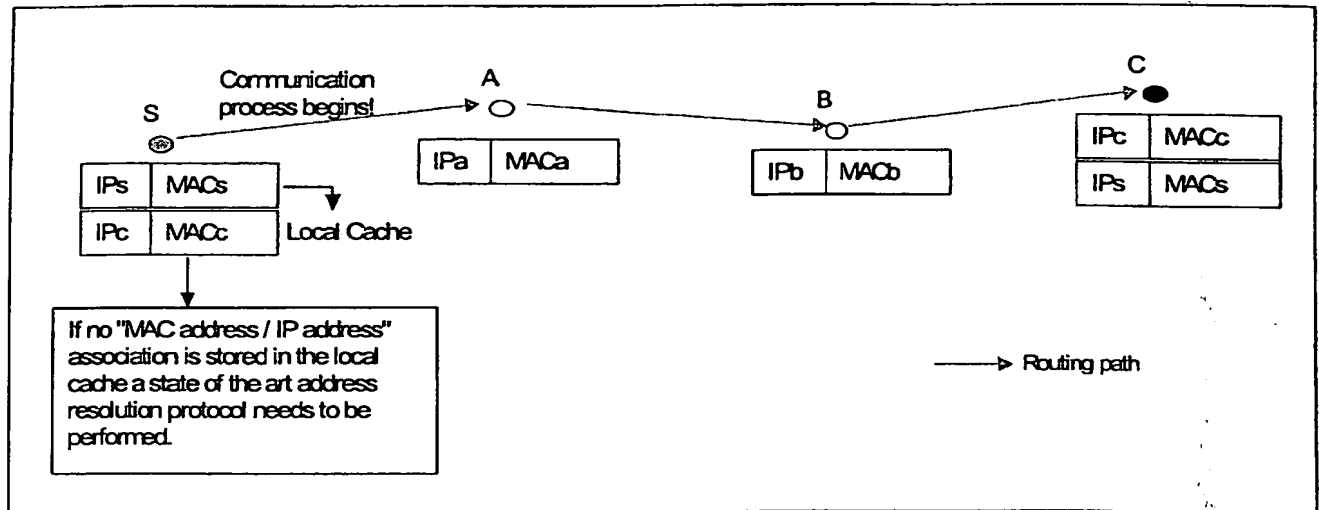 Communication
process begins!
S
A
B
C
IPs MACs
IPc MACc
Local Cache
IPa MACa
IPb MACb
IPc MACc
IPs MACs
If no "MAC address / IP address"
association is stored in the local
cache a state of the art address
resolution protocol needs to be
performed.
Routing path